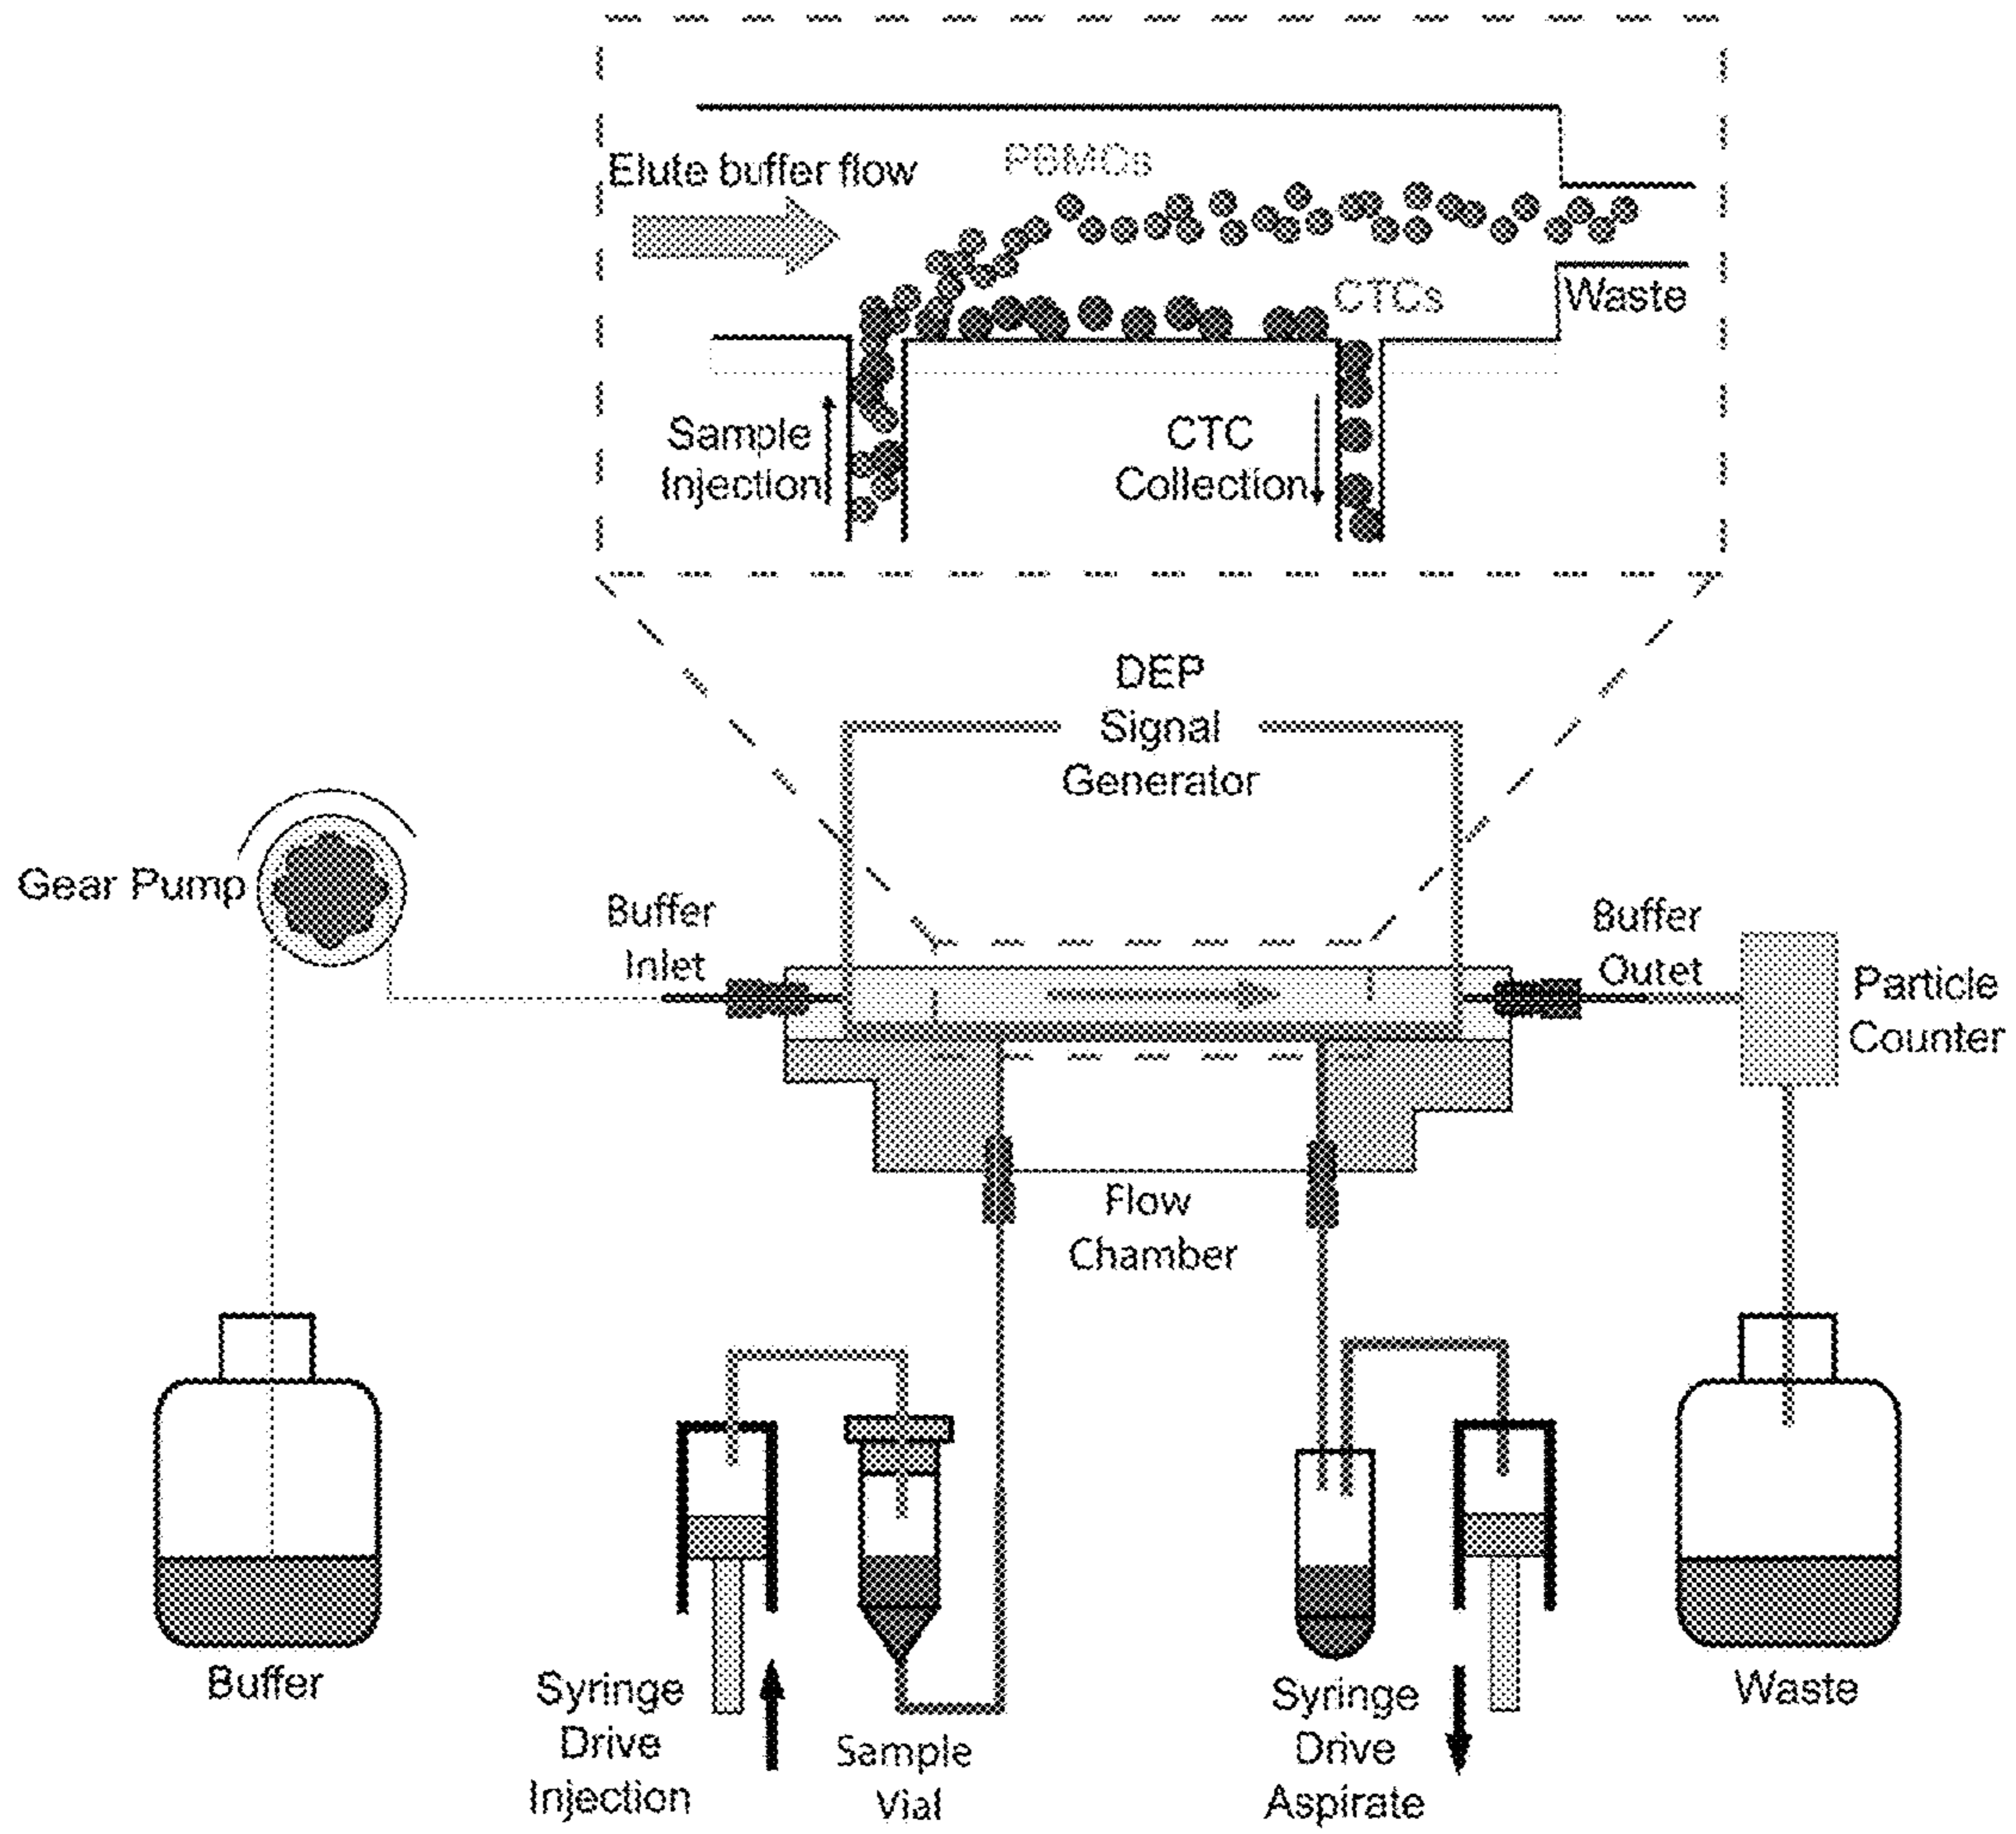 PBMCs
Elute buffer flow
CTCs
Waste
Sample
Injection
CTC
Collection
DEP
Signal
Generator
Gear Pump
Buffer
Inlet
Buffer
Outet
Particle
Counter
Flow
Chamber
Buffer
Syringe
Drive
Injection
Sample
Vial
Syringe
Drive
Aspirate
Waste